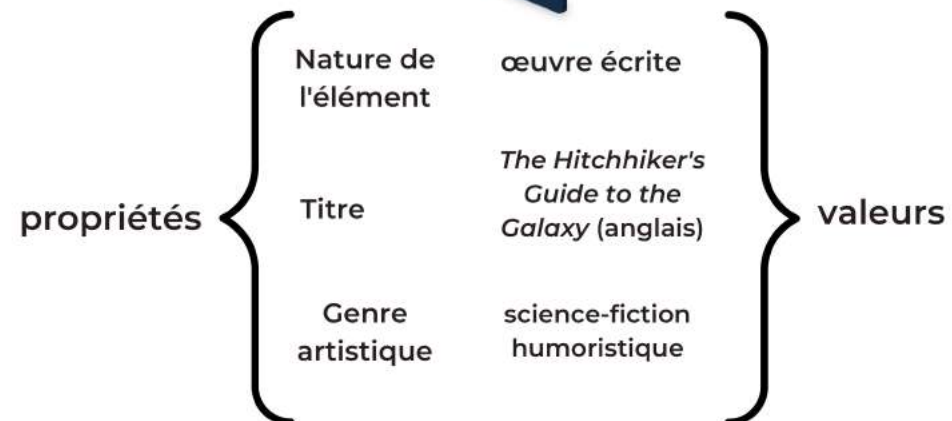 Nature de
l'élément
œuvre écrite
propriétés
Titre
The Hitchhiker's
Guide to the
Galaxy (anglais)
valeurs
Genre
artistique
science-fiction
humoristique